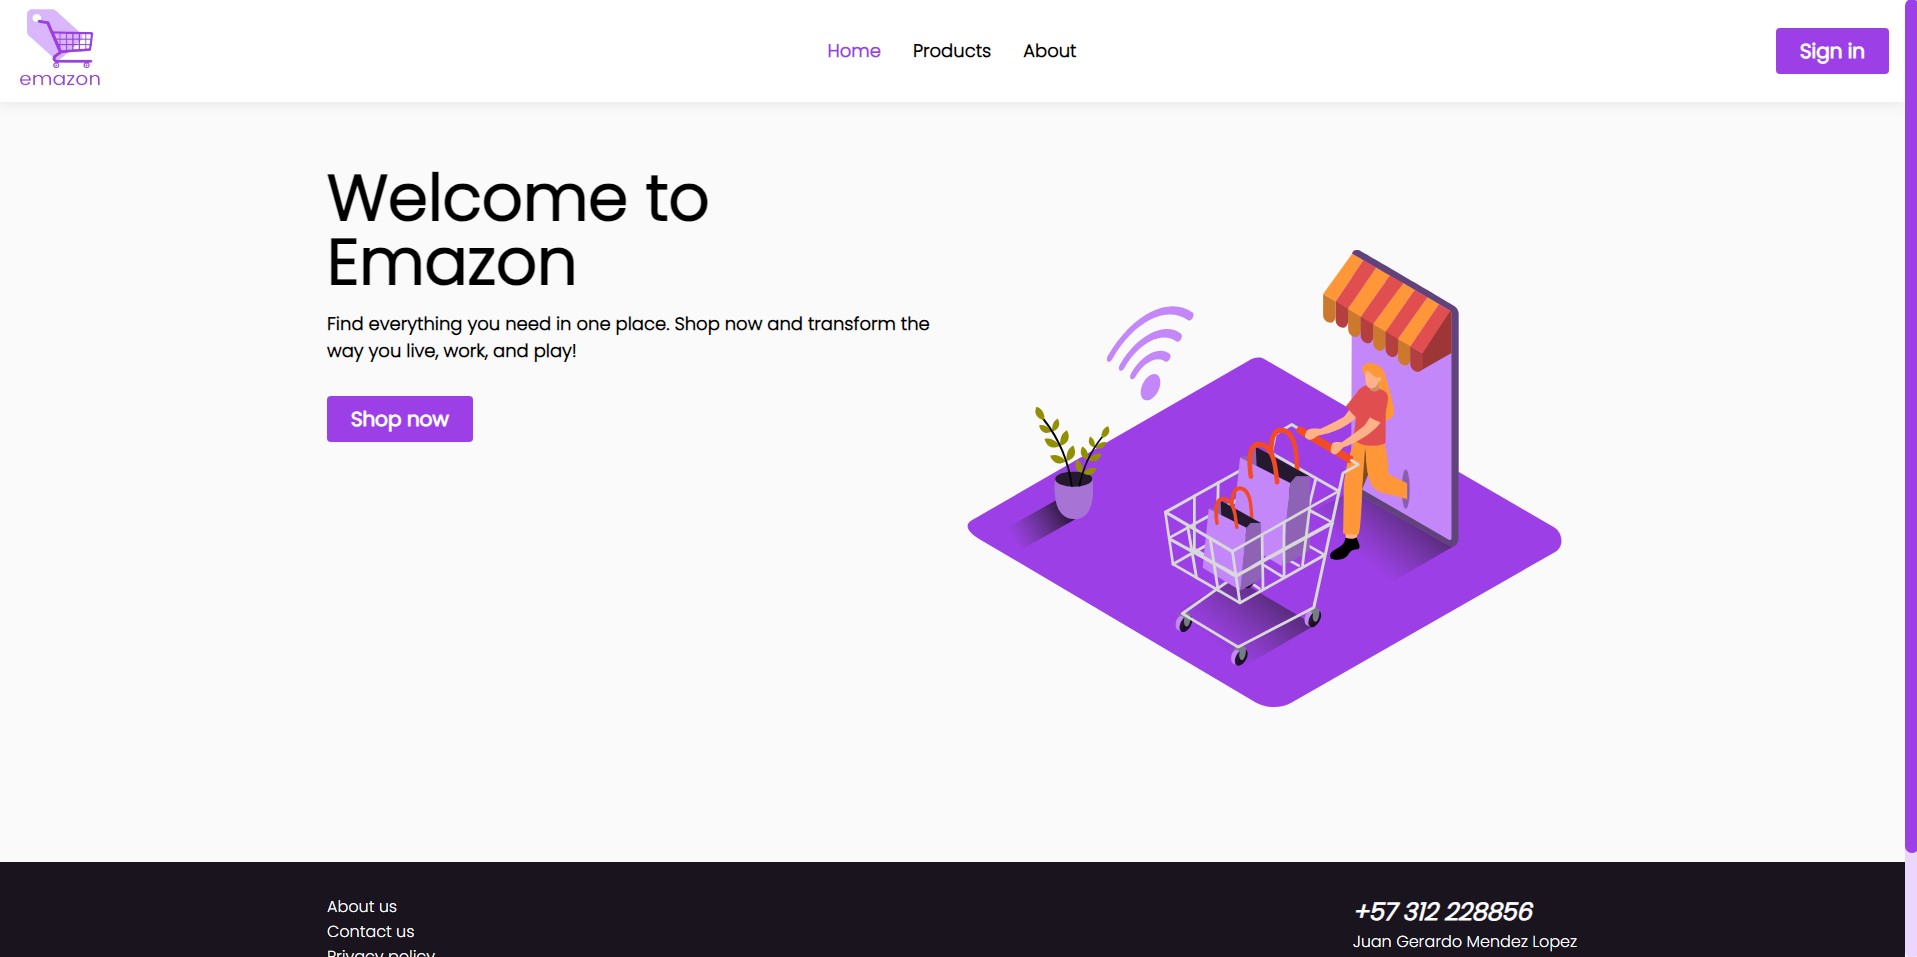 emazon
Home
Products
About
Sign in
Welcome to
Emazon
Find everything you need in one place. Shop now and transform the
way you live, work, and play!
Shop now
About us
Contact us
Privacy policy
+57 312 228856
Juan Gerardo Mendez Lopez